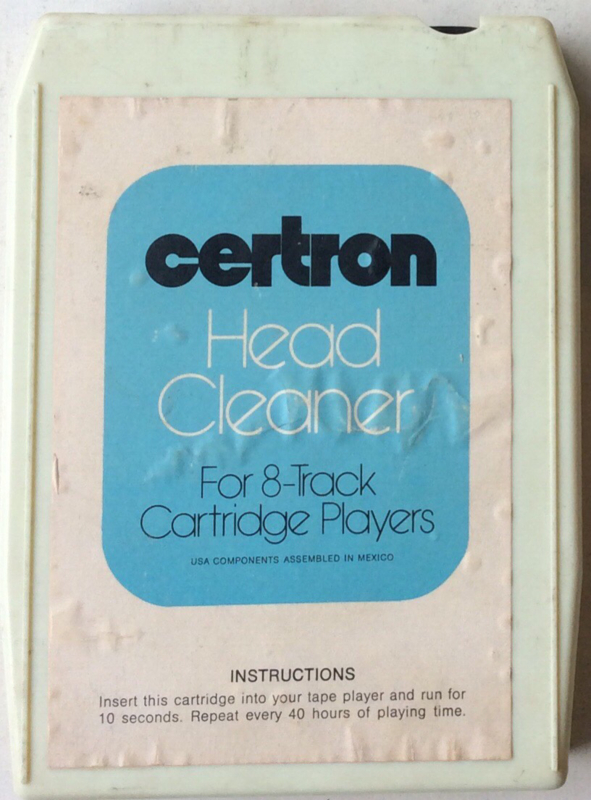 certron
Head
Cleaner
For 8-Track
Cartridge Players
USA COMPONENTS ASSEMBLED IN MEXICO
INSTRUCTIONS
Insert this cartridge into your tape player and run for
10 seconds. Repeat every 40 hours of playing time.